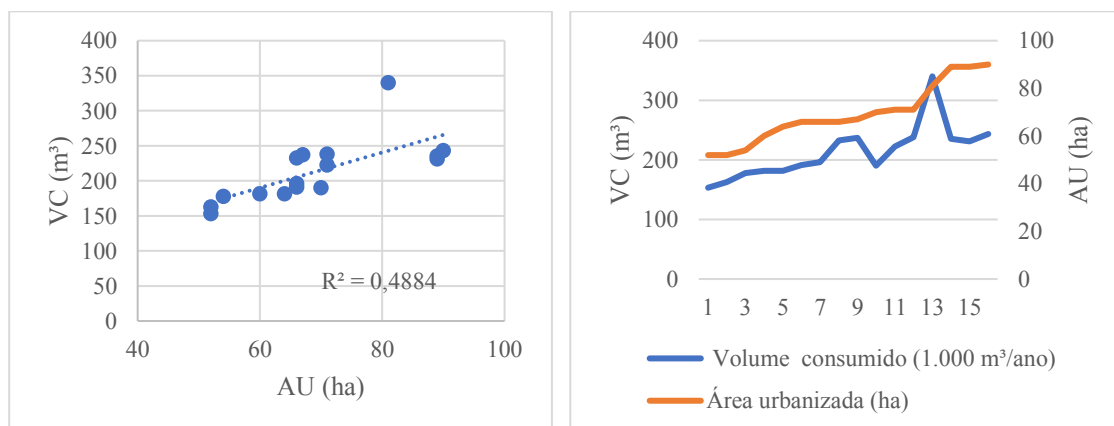 400
350
300
250
200
150
100
50
0
VC (m³)
R² = 0,4884
40 60 80 100
AU (ha)
400
300
200
100
0
VC (m³)
100
80
60
40
20
0
AU (ha)
1 3 5 7 9 11 13 15
Volume consumido (1.000 m³/ano)
Área urbanizada (ha)